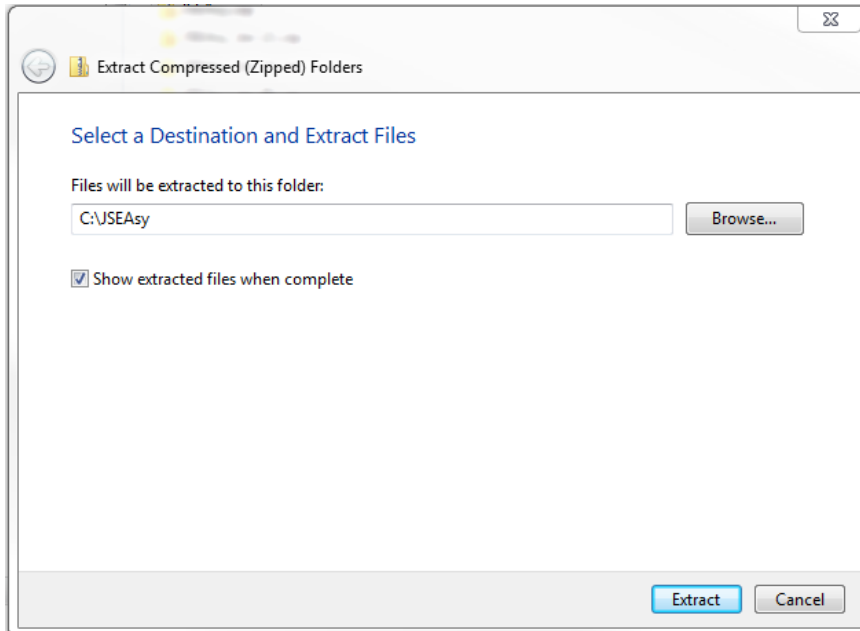 Extract Compressed (Zipped) Folders
Select a Destination and Extract Files
Files will be extracted to this folder:
C:\JSEAsy
Browse...
Show extracted files when complete
Extract
Cancel